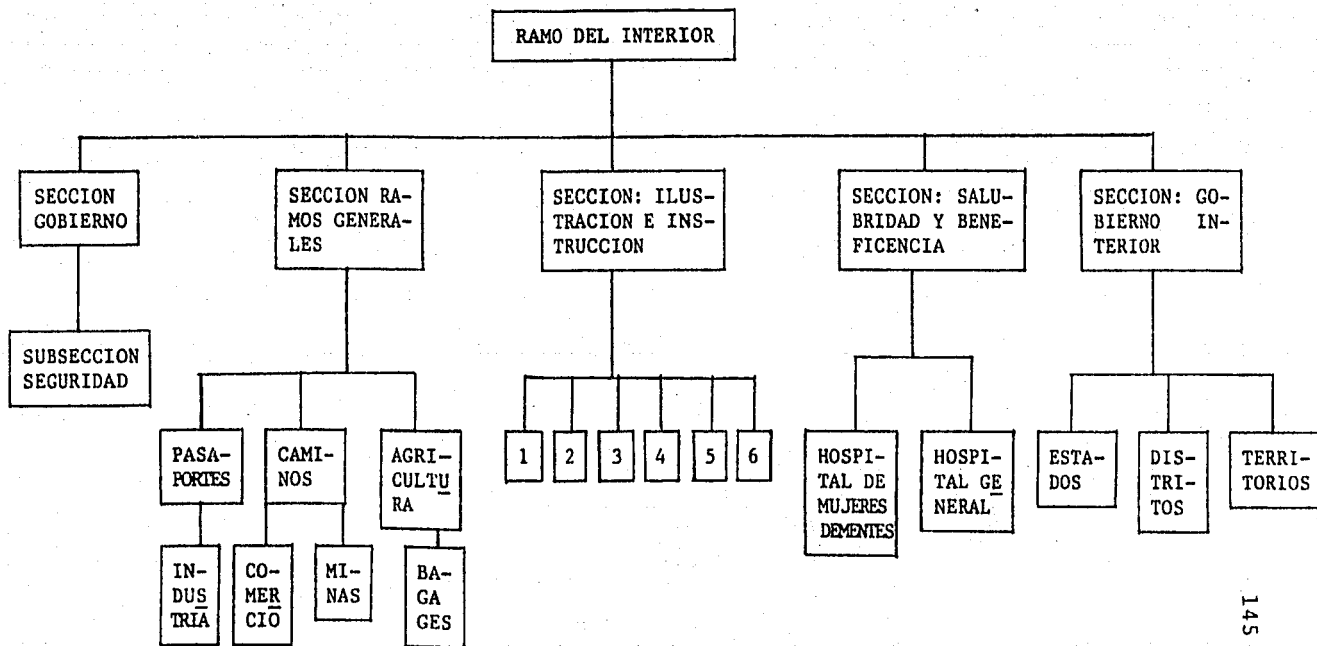 RAMO DEL INTERIOR
SECCION
GOBIERNO
SECCION RA-
MOS GENERA-
LES
SECCION: ILUS-
TRACION E INS-
TRUCCION
SECCION: SALU-
BRIDAD Y BENE-
FICENCIA
SECCION: GO-
BIERNO IN-
TERIOR
SUBSECCION
SEGURIDAD
PASA-
PORTES
CAMI-
NOS
AGRI-
CULTU
RA
1
2
3
4
5
6
HOSPI-
TAL DE
MUJERES
DEMENTES
HOSPI-
TAL GE
NERAL
ESTA-
DOS
DIS-
TRI-
TOS
TERRI-
TORIOS
IN-
DUS
TRIA
CO-
MER
CIO
MI-
NAS
BA-
GA
GES
145